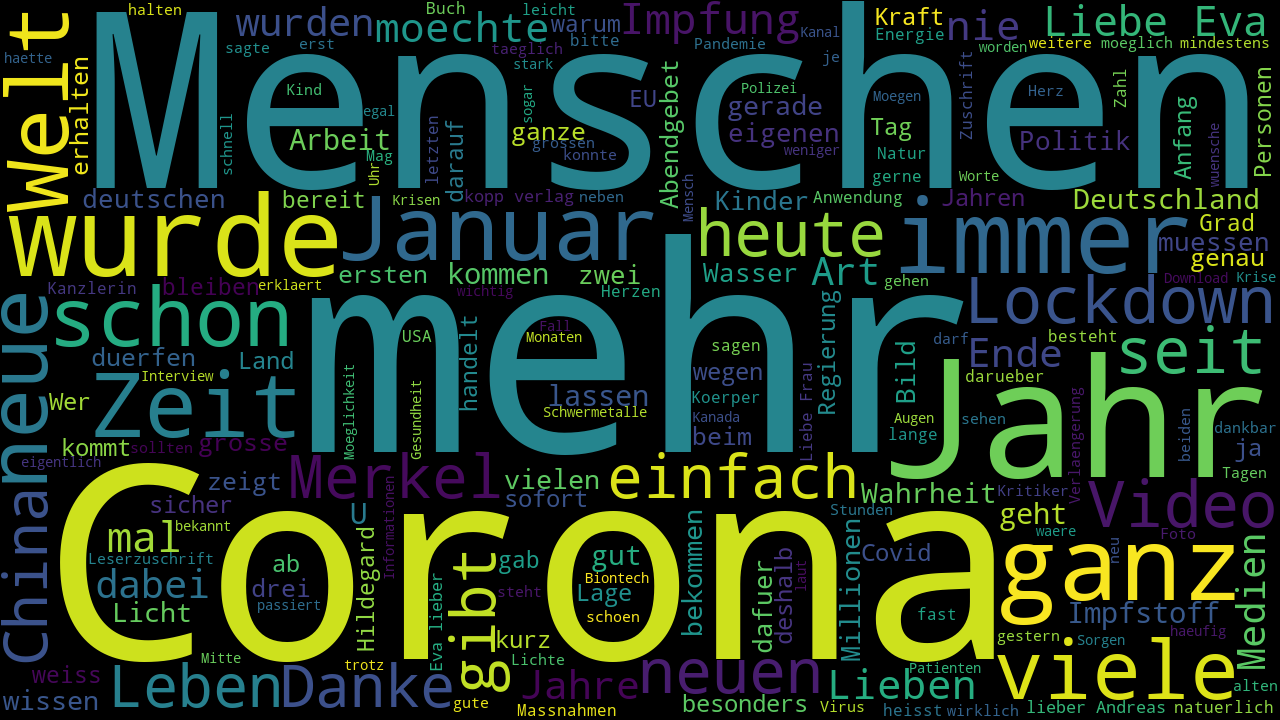 halten Buch leicht
Menschen
wurden moechte warum Impfung Kraft nie Liebe Eva
Welt haette sagte erst taeglich bitte Pandemie Kanal Energie worden weitere moeglich mindestens
erhalten stark je
Kind egal sogar Polizei Moegen Herz Zahl Personen
schnell Arbeit Mag Uhr letzten darauf ganze grossen konnte EU Abendgebet gerade eigenen weniger Tag Natur gerne Zuschrift Worte Politik Anfang wuensche
deutschen bereit Krisen kopp verlag neben Mensch Kinder Anwendung Jahren Deutschland
wurde Januar heute immer Grad
muessen
genau
ersten kommen zwei Wasser Art gehen
Kanzlerin bleiben erklaert wichtig Herzen Lockdown Download Krise
neue schon mehr
USA handelt Fall Monaten sagen Regierung Bild darf besteht seit
duerfen Land Ende
Zeit Interview Moeglichkeit Gesundheit lassen wegen Liebe Frau darueber Jahr
Wer Schwermetalle Koerper Kanada Augen sehen Verlaengerung beiden dankbar
China kommt sollten grosse beim lange ja
eigentlich zeigt Merkel vielen einfach Wahrheit Kritiker Video Tagen
sicher sofort Stunden geht
mal bekannt U Informationen waere Foto
Corona
Leserzuschrift ab Hildegard gab gut bekommen Covid neu ganz Medien
dabei drei Biontech Lage dafuer deshalb laut Millionen
Licht passiert Eva lieber gibt steht schoen fast Impfstoff
kurz gestern Sorgen haeufig
weiss Mitte trotz Lichte neuen Patienten viele
wissen Leben Danke gute Jahre Lieben alten
Massnahmen besonders Virus heisst wirklich lieber Andreas natuerlich